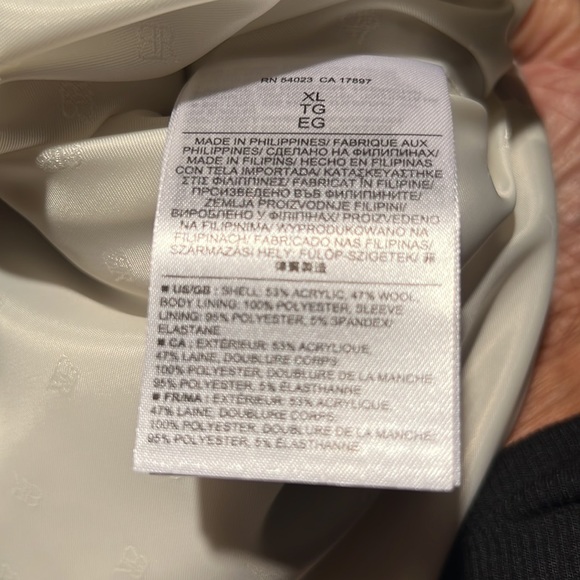 RN 54023 CA 17897
XL
TG
EG
MADE IN PHILIPPINES/ FABRIQUE AUX
PHILIPPINES/ СДЕЛАНО НА ФИЛИППИНАХ/
MADE IN FILIPINS/ HECHO EN FILIPINAS
CON TELA IMPORTADA/ ΚΑΤΑΣΚΕΥΑΣΤΗΚΕ
ΣΤΙΣ ΦΙΛΙΠΠΙΝΕΣ/ FABRICAT ÎN FILIPINE/
ПРОИЗВЕДЕНО ВЪВ ФИЛИПИНИТЕ/
ZEMLJA PROIZVODNJE FILIPINI/
ВИРОБЛЕНО У ФІЛІПІНАХ/ PROIZVEDENO
NA FILIPINIMA/ WYPRODUKOWANO NA
FILIPINACH/ FABRICADO NAS FILIPINAS/
SZÁRMAZÁSI HELY: FÜLÖP-SZIGETEK/ 菲
律賓製造
■ US/GB : SHELL: 53% ACRYLIC, 47% WOOL,
BODY LINING: 100% POLYESTER, SLEEVE
LINING: 95% POLYESTER, 5% SPANDEX/
ELASTANE
■ CA : EXTÉRIEUR: 53% ACRYLIQUE,
47% LAINE, DOUBLURE CORPS:
100% POLYESTER, DOUBLURE DE LA MANCHE:
95% POLYESTER, 5% ÉLASTHANNE
■ FR/MA : EXTÉRIEUR: 53% ACRYLIQUE,
47% LAINE, DOUBLURE CORPS:
100% POLYESTER, DOUBLURE DE LA MANCHE:
95% POLYESTER, 5% ÉLASTHANNE